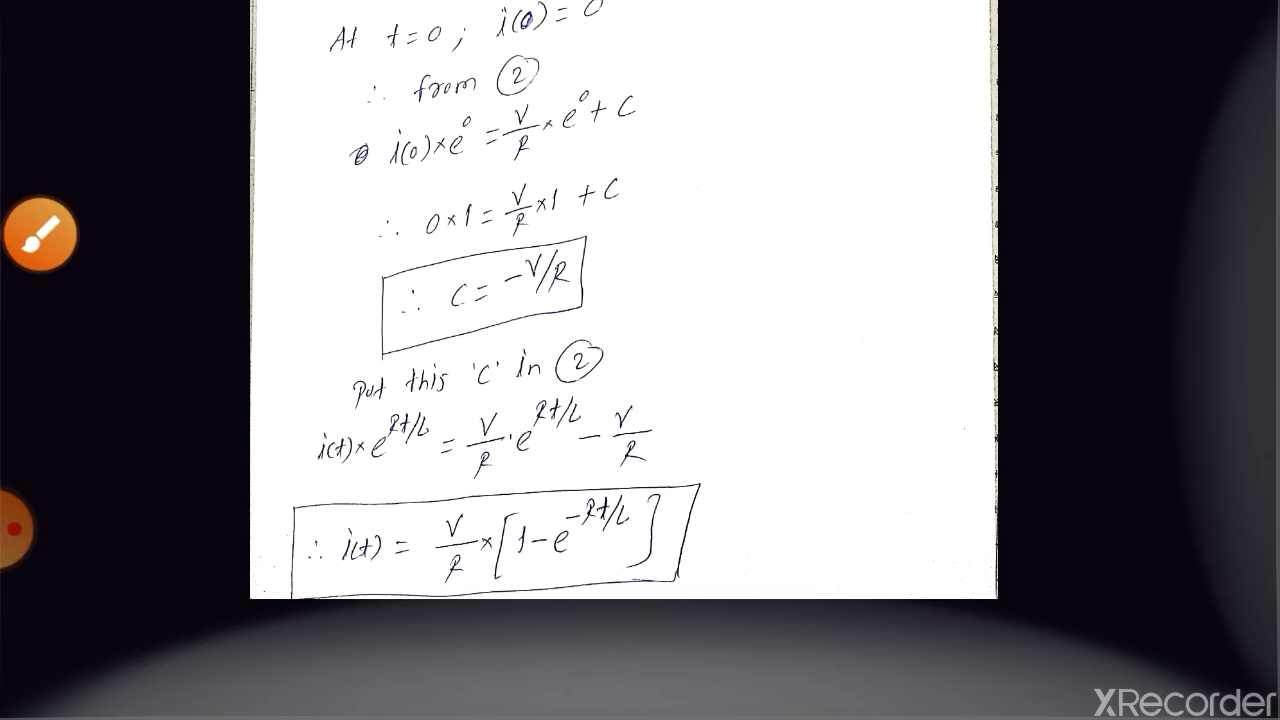 At t=0 ; i(0) = 0
∴ from ②
i(0)×e⁰ = V/R × e⁰ + C
∴ 0×1 = V/R ×1 + C
∴ C = -V/R
put this 'C' in ②
i(t)×e^(Rt/L) = V/R · e^(Rt/L) - V/R
∴ i(t) = V/R × [1-e^(-Rt/L)]
XRecorder